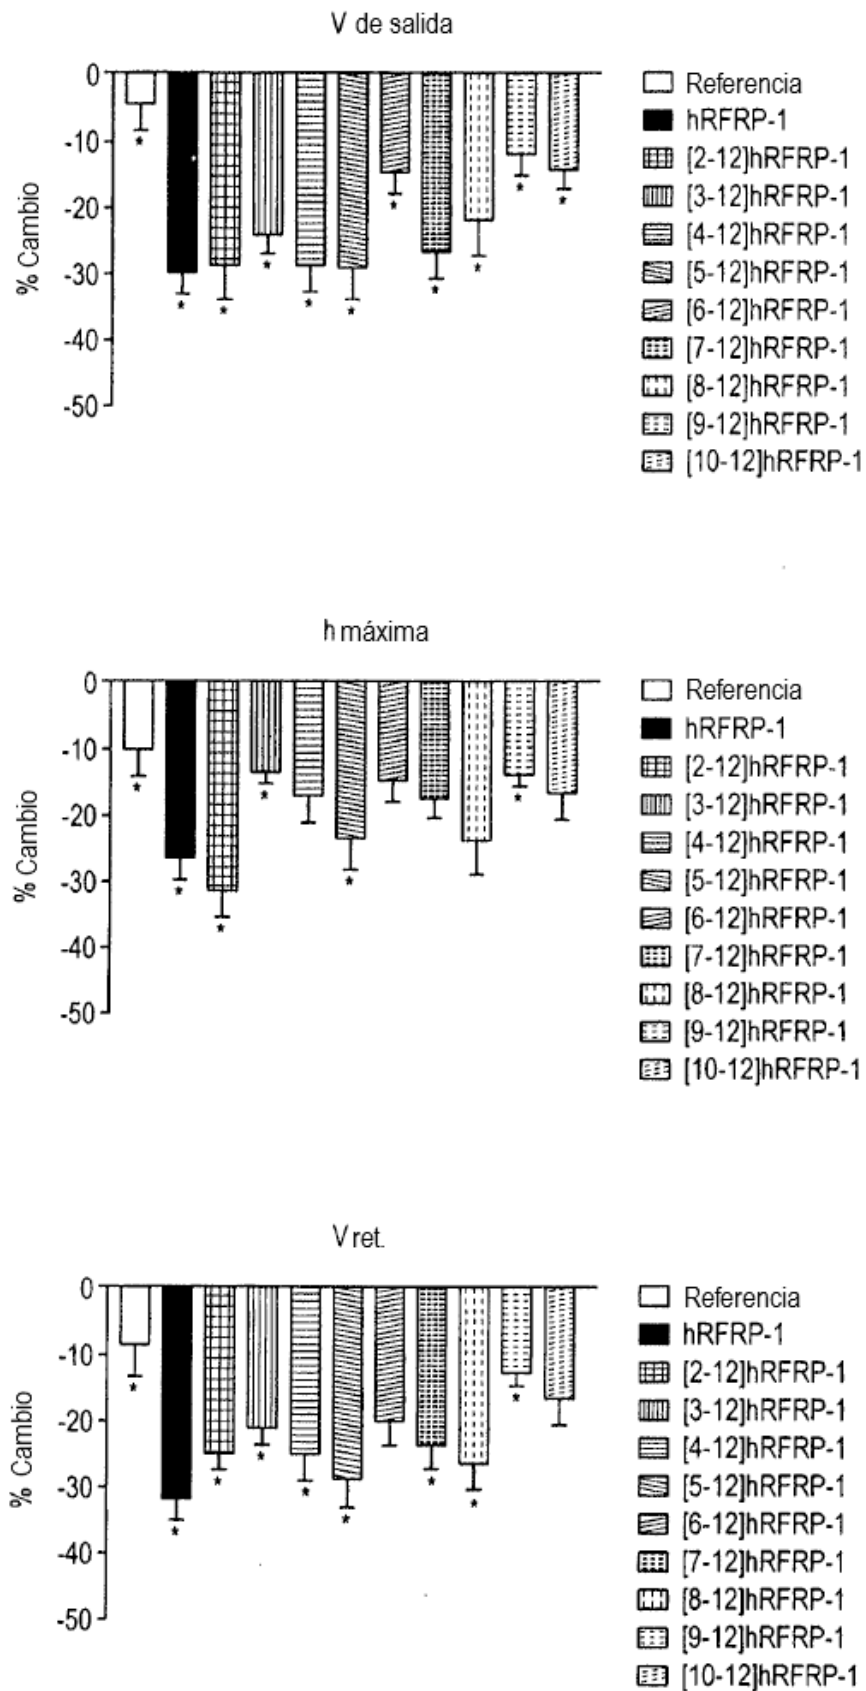 V de salida
0
-10
-20
-30
-40
-50
% Cambio
* * * * * * * * * * *
Referencia
hRFRP-1
[2-12]hRFRP-1
[3-12]hRFRP-1
[4-12]hRFRP-1
[5-12]hRFRP-1
[6-12]hRFRP-1
[7-12]hRFRP-1
[8-12]hRFRP-1
[9-12]hRFRP-1
[10-12]hRFRP-1
h máxima
0
-10
-20
-30
-40
-50
% Cambio
* * * * * *
Referencia
hRFRP-1
[2-12]hRFRP-1
[3-12]hRFRP-1
[4-12]hRFRP-1
[5-12]hRFRP-1
[6-12]hRFRP-1
[7-12]hRFRP-1
[8-12]hRFRP-1
[9-12]hRFRP-1
[10-12]hRFRP-1
V ret.
0
-10
-20
-30
-40
-50
% Cambio
* * * * * * * * *
Referencia
hRFRP-1
[2-12]hRFRP-1
[3-12]hRFRP-1
[4-12]hRFRP-1
[5-12]hRFRP-1
[6-12]hRFRP-1
[7-12]hRFRP-1
[8-12]hRFRP-1
[9-12]hRFRP-1
[10-12]hRFRP-1